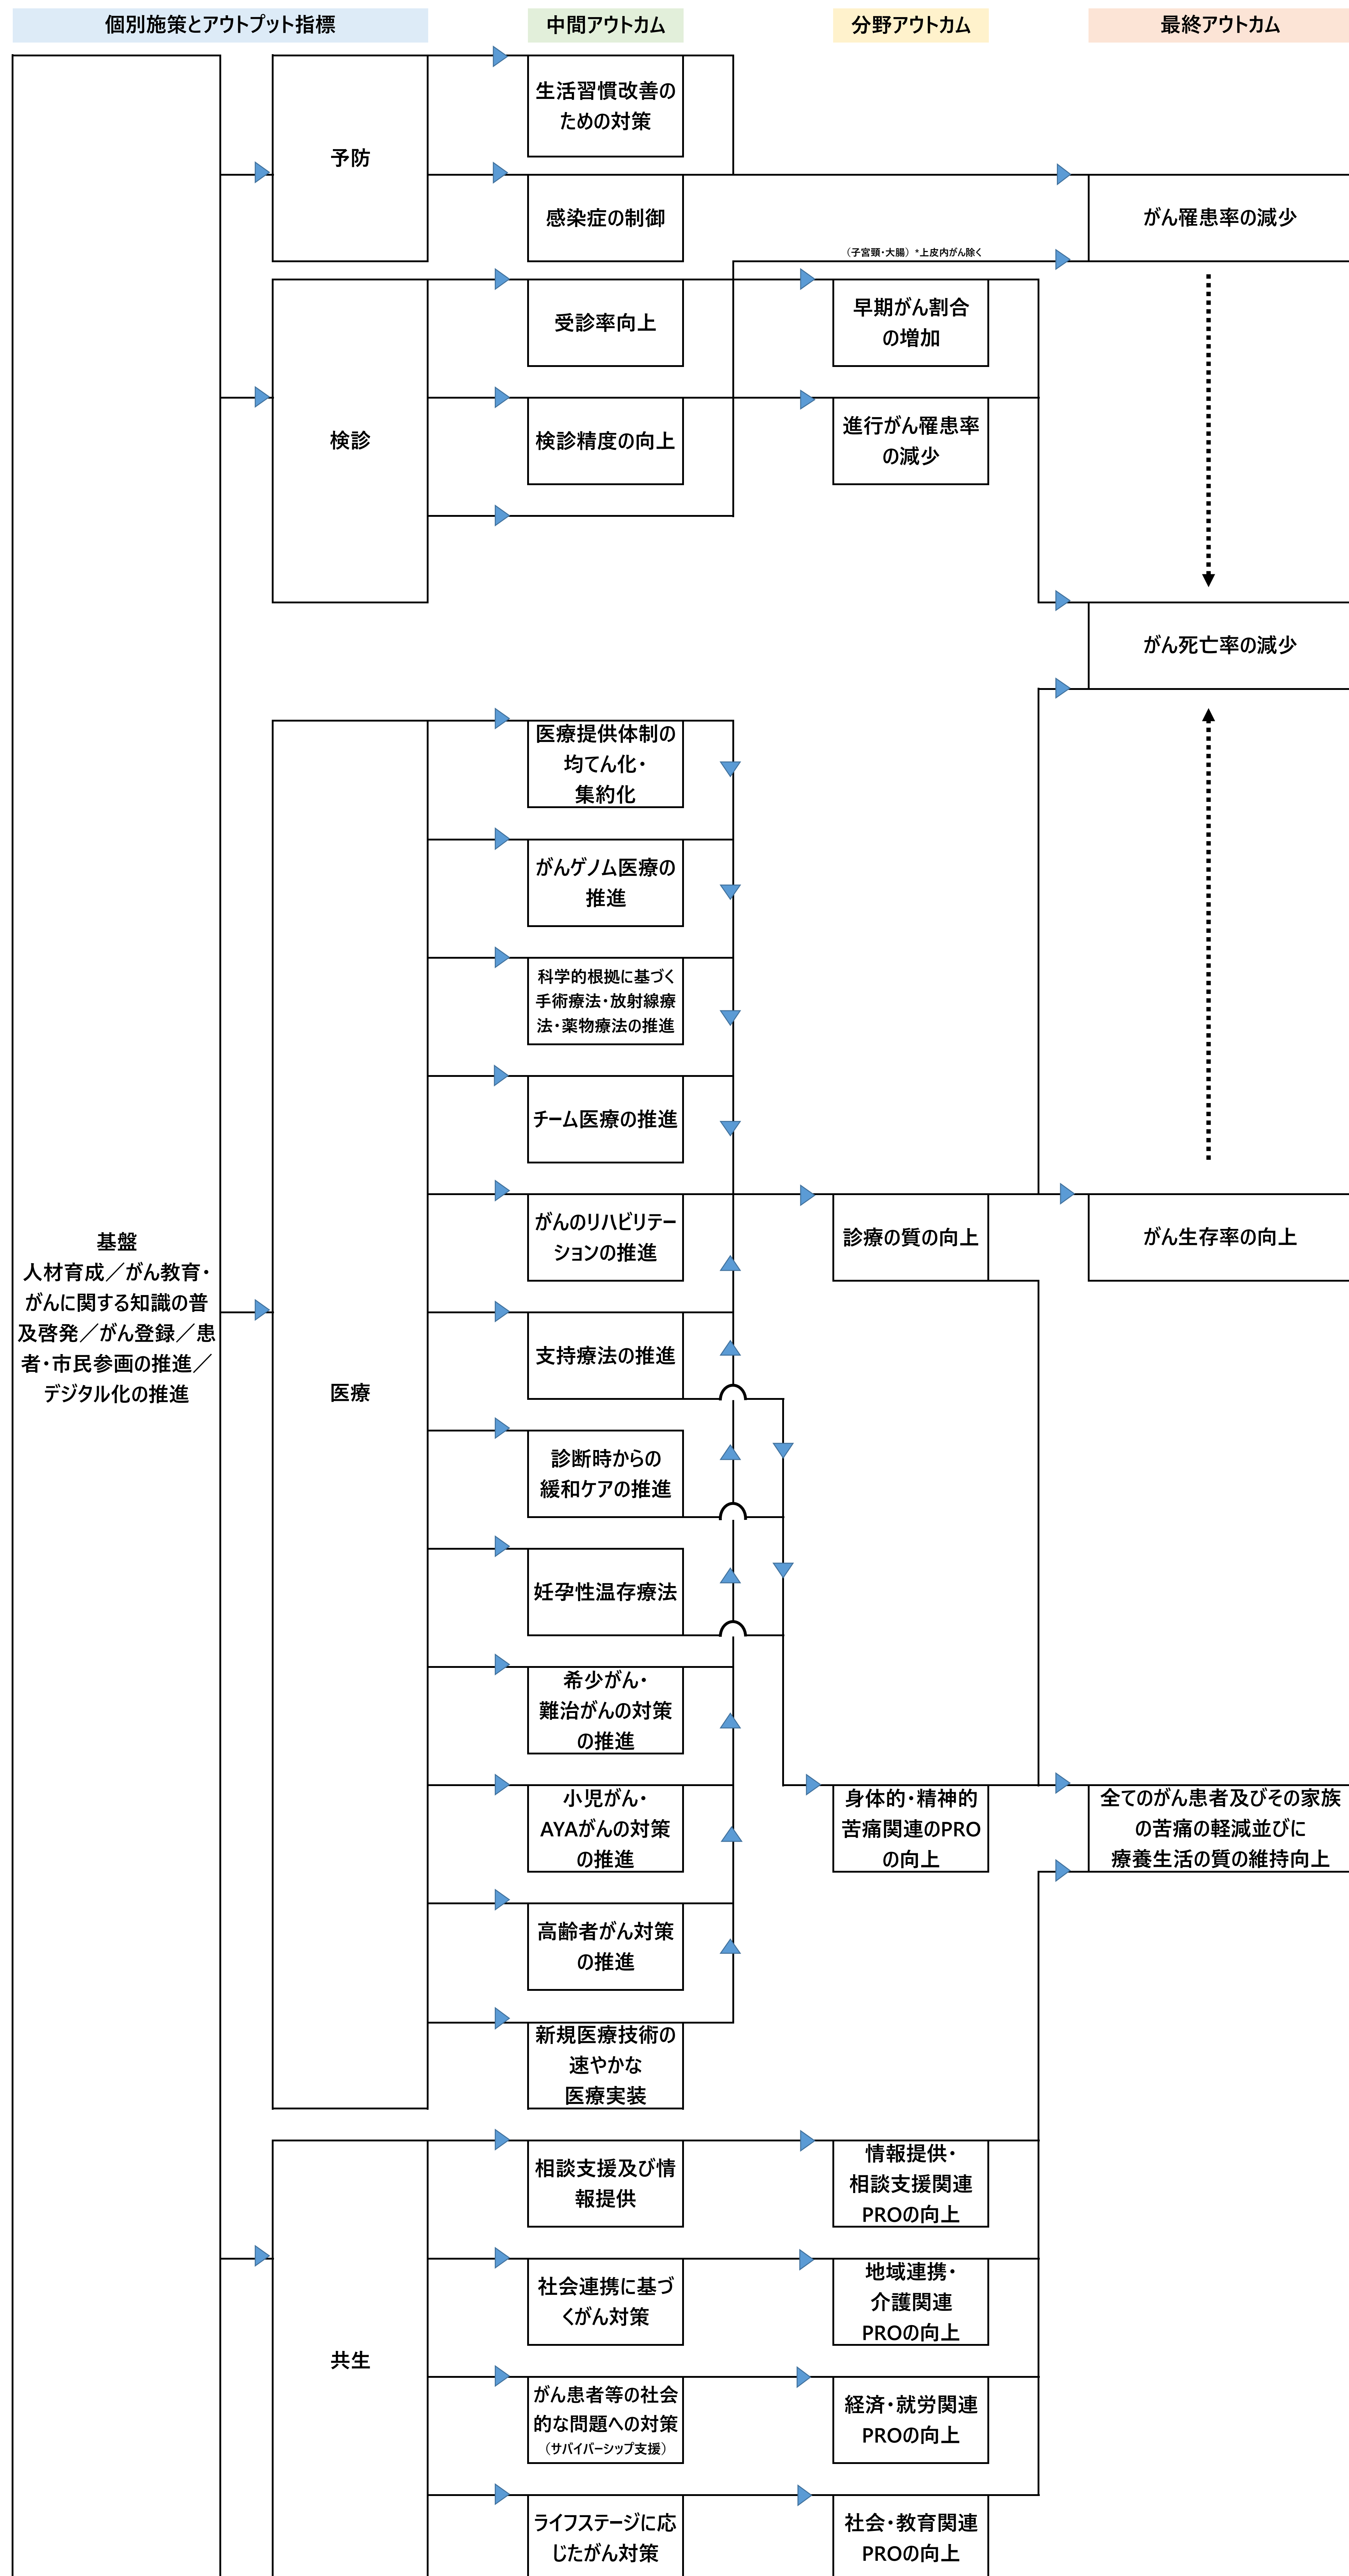 個別施策とアウトプット指標
中間アウトカム
分野アウトカム
最終アウトカム
基盤
人材育成／がん教育・
がんに関する知識の普
及啓発／がん登録／患
者・市民参画の推進／
デジタル化の推進
予防
生活習慣改善の
ための対策
感染症の制御
がん罹患率の減少
（子宮頸・大腸）*上皮内がん除く
検診
受診率向上
早期がん割合
の増加
検診精度の向上
進行がん罹患率
の減少
がん死亡率の減少
医療
医療提供体制の
均てん化・
集約化
がんゲノム医療の
推進
科学的根拠に基づく
手術療法・放射線療
法・薬物療法の推進
チーム医療の推進
がんのリハビリテー
ションの推進
診療の質の向上
がん生存率の向上
支持療法の推進
診断時からの
緩和ケアの推進
妊孕性温存療法
希少がん・
難治がんの対策
の推進
小児がん・
AYAがんの対策
の推進
身体的・精神的
苦痛関連のPRO
の向上
全てのがん患者及びその家族
の苦痛の軽減並びに
療養生活の質の維持向上
高齢者がん対策
の推進
新規医療技術の
速やかな
医療実装
共生
相談支援及び情
報提供
情報提供・
相談支援関連
PROの向上
社会連携に基づ
くがん対策
地域連携・
介護関連
PROの向上
がん患者等の社会
的な問題への対策
（サバイバーシップ支援）
経済・就労関連
PROの向上
ライフステージに応
じたがん対策
社会・教育関連
PROの向上